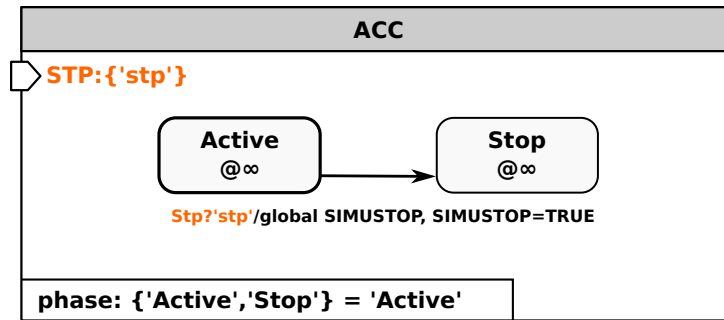 ACC
STP:{'stp'}
Active
@∞
Stop
@∞
Stp?'stp'/global SIMUSTOP, SIMUSTOP=TRUE
phase: {'Active','Stop'} = 'Active'